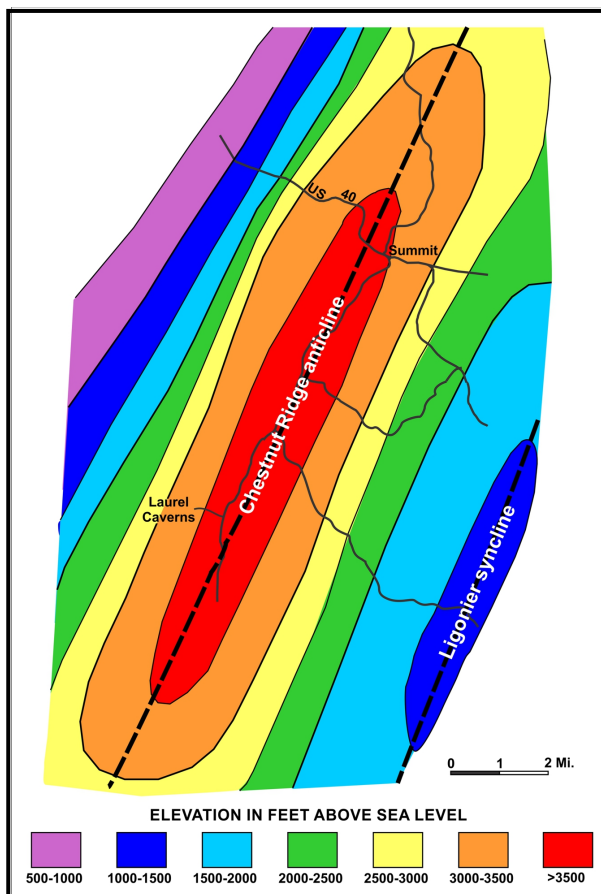 US 40
Summit
Chestnut Ridge anticline
Laurel
Caverns
Ligonier syncline
0 1 2 Mi.
ELEVATION IN FEET ABOVE SEA LEVEL
500-1000 1000-1500 1500-2000 2000-2500 2500-3000 3000-3500 >3500